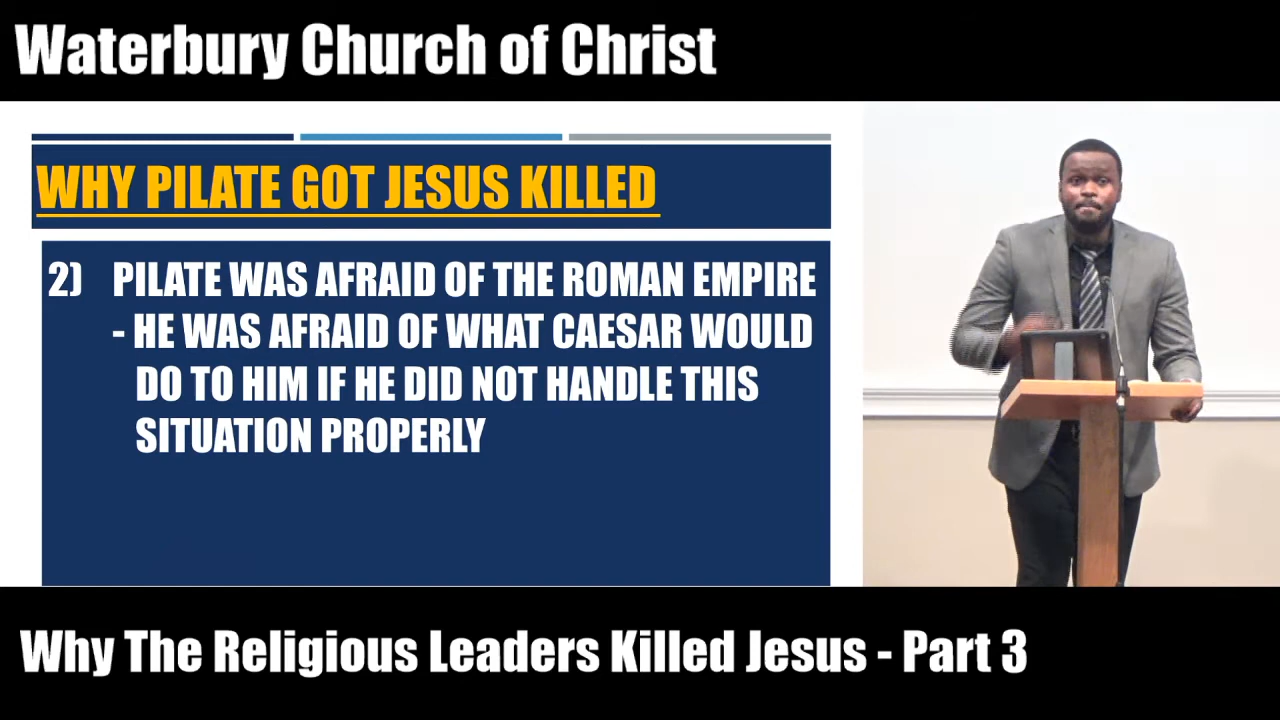 Waterbury Church of Christ
WHY PILATE GOT JESUS KILLED
2) PILATE WAS AFRAID OF THE ROMAN EMPIRE
- HE WAS AFRAID OF WHAT CAESAR WOULD
DO TO HIM IF HE DID NOT HANDLE THIS
SITUATION PROPERLY
Why The Religious Leaders Killed Jesus - Part 3